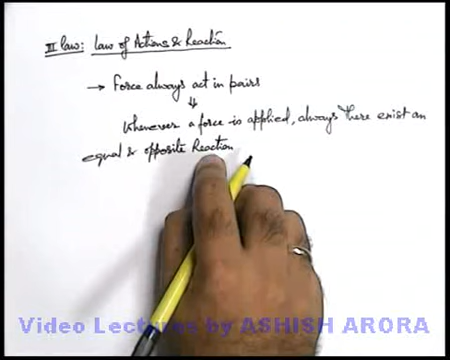 III law: Law of Actions & Reaction
→ Force always act in pairs
⇓
Whenever a force is applied, always there exist an
equal & opposite Reaction
Video Lectures by ASHISH ARORA